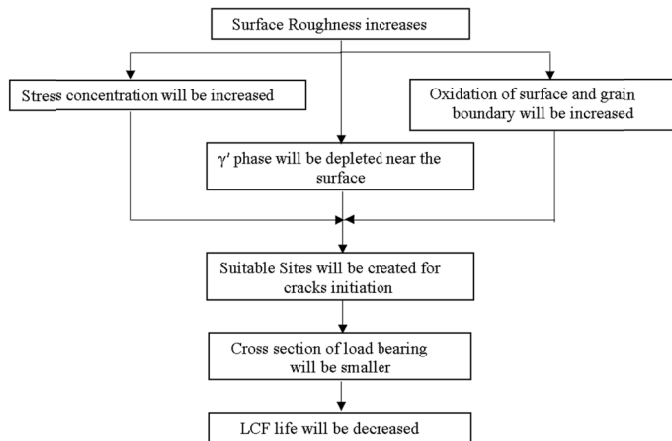 Surface Roughness increases
Stress concentration will be increased
Oxidation of surface and grain
boundary will be increased
γ′ phase will be depleted near the
surface
Suitable Sites will be created for
cracks initiation
Cross section of load bearing
will be smaller
LCF life will be decreased